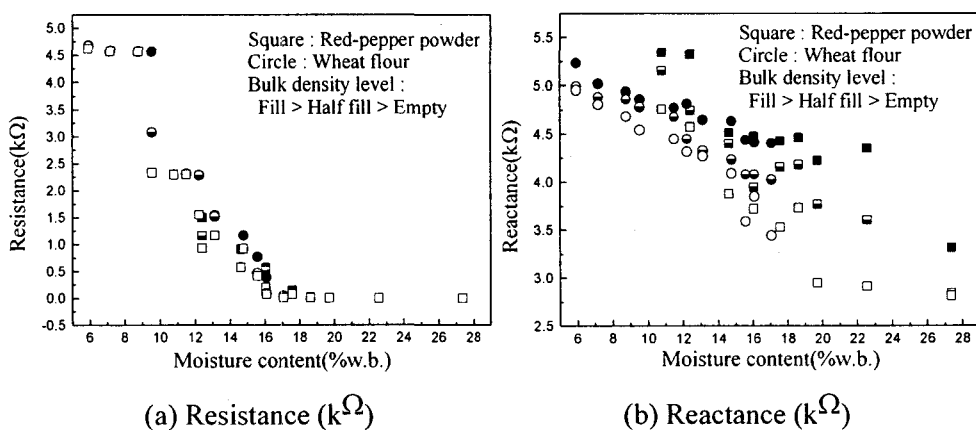 5.0
4.5
4.0
3.5
3.0
2.5
2.0
1.5
1.0
0.5
0.0
-0.5
Resistance(kΩ)
Square : Red-pepper powder
Circle : Wheat flour
Bulk density level :
Fill > Half fill > Empty
6 8 10 12 14 16 18 20 22 24 26 28
Moisture content(%w.b.)
(a) Resistance (kΩ)
5.5
5.0
4.5
4.0
3.5
3.0
2.5
Reactance(kΩ)
Square : Red-pepper powder
Circle : Wheat flour
Bulk density level :
Fill > Half fill > Empty
6 8 10 12 14 16 18 20 22 24 26 28
Moisture content(%w.b.)
(b) Reactance (kΩ)